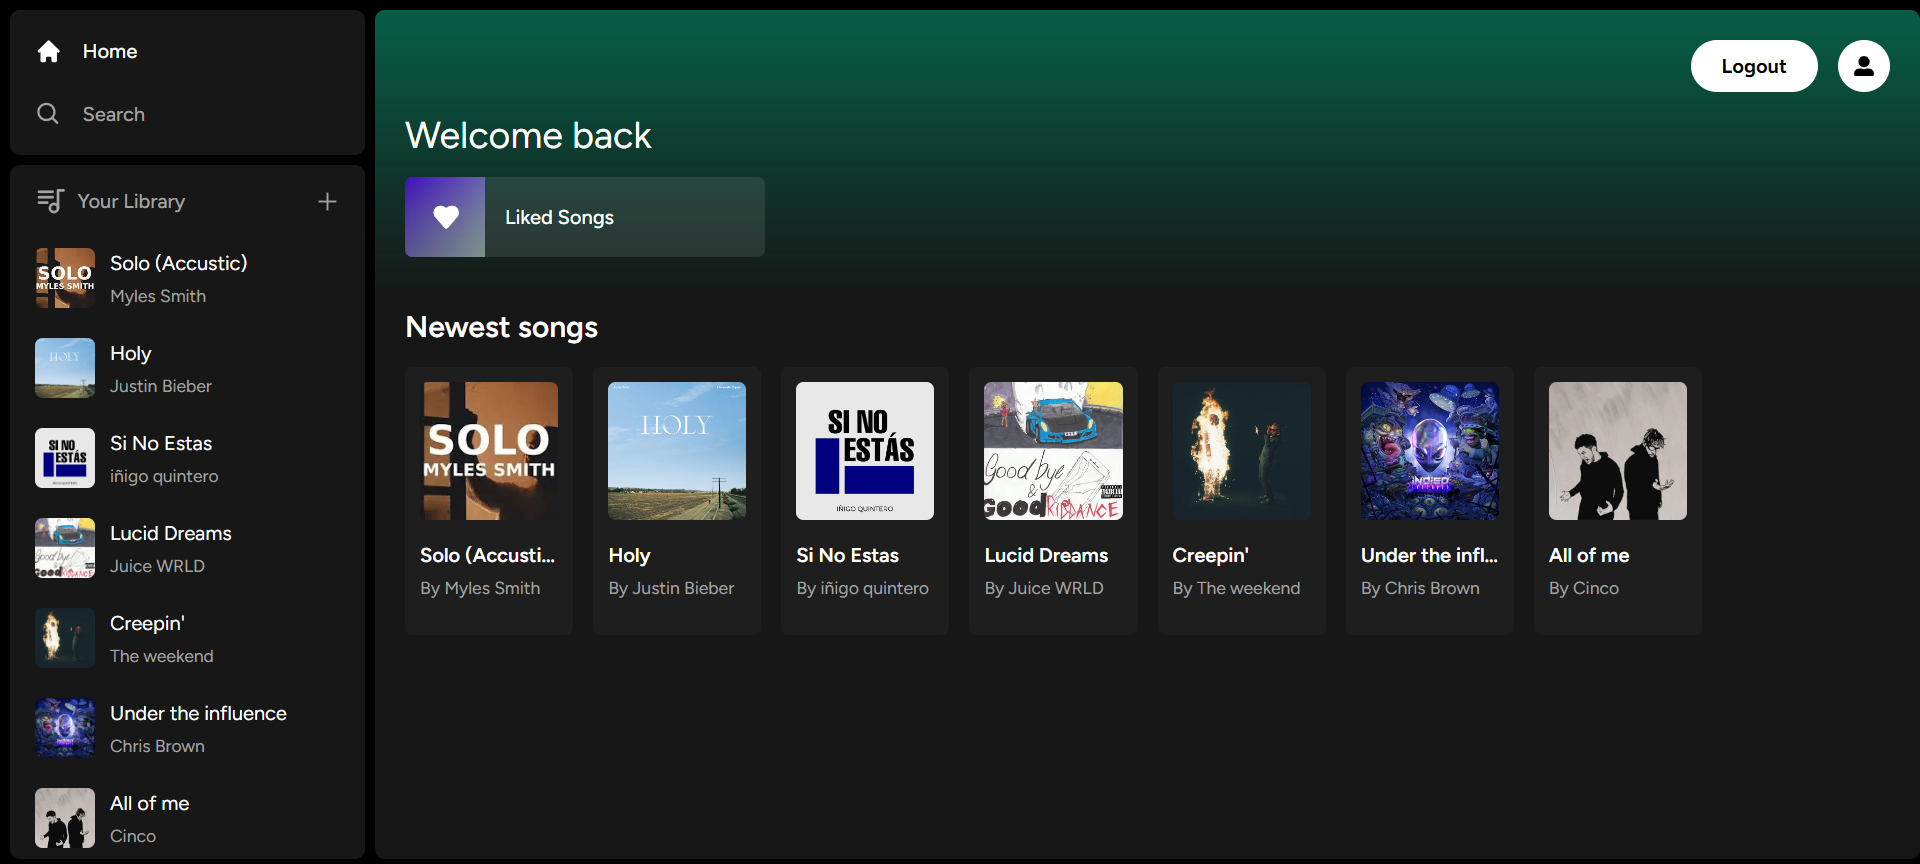 Home
Search
Your Library
SOLO
MYLES SMITH
Solo (Accustic)
Myles Smith
HOLY
Holy
Justin Bieber
SI NO
ESTÁS
Si No Estas
iñigo quintero
Good bye
Good RIDDANCE
Lucid Dreams
Juice WRLD
Creepin'
The weekend
Under the influence
Chris Brown
All of me
Cinco
Logout
Welcome back
Liked Songs
Newest songs
SOLO
MYLES SMITH
Solo (Accusti...
By Myles Smith
HOLY
Holy
By Justin Bieber
SI NO
ESTÁS
IÑIGO QUINTERO
Si No Estas
By iñigo quintero
Good bye
&
Good RIDDANCE
Lucid Dreams
By Juice WRLD
Creepin'
By The weekend
INDIGO
Under the infl...
By Chris Brown
All of me
By Cinco